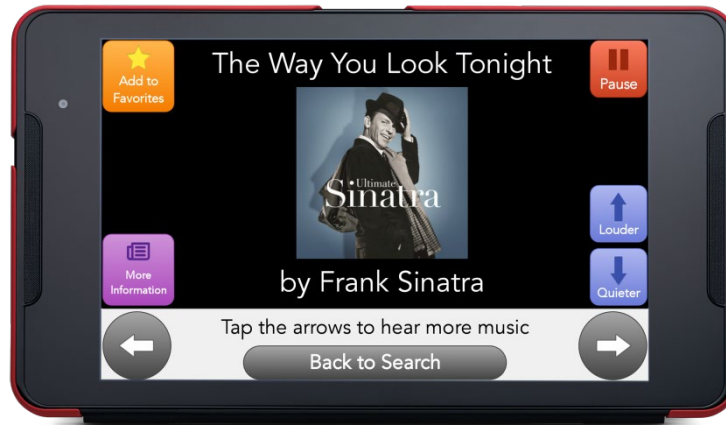 Add to
Favorites
The Way You Look Tonight
Pause
Ultimate
Sinatra
Louder
More
Information
by Frank Sinatra
Quieter
Tap the arrows to hear more music
Back to Search